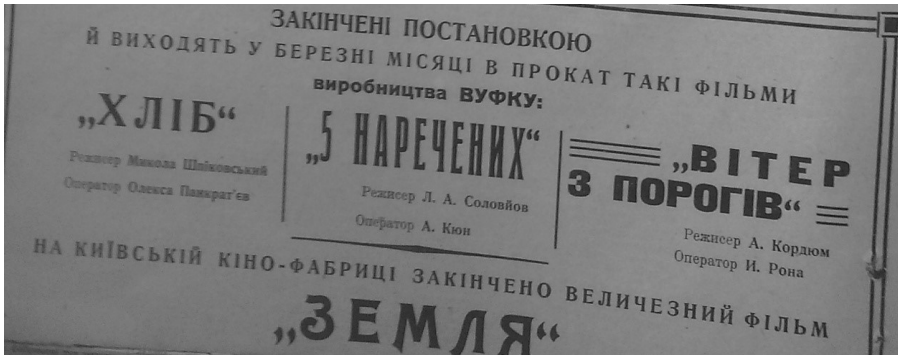 ЗАКІНЧЕНІ ПОСТАНОВКОЮ
Й ВИХОДЯТЬ У БЕРЕЗНІ МІСЯЦІ В ПРОКАТ ТАКІ ФІЛЬМИ
виробництва ВУФКУ:
„ХЛІБ“
Режисер Микола Шпіковський
Оператор Олекса Панкрат'єв
„5 НАРЕЧЕНИХ“
Режисер Л. А. Соловйов
Оператор А. Кюн
„ВІТЕР
З ПОРОГІВ“
Режисер А. Кордюм
Оператор И. Рона
НА КИЇВСЬКІЙ КІНО-ФАБРИЦІ ЗАКІНЧЕНО ВЕЛИЧЕЗНИЙ ФІЛЬМ
„ЗЕМЛЯ“